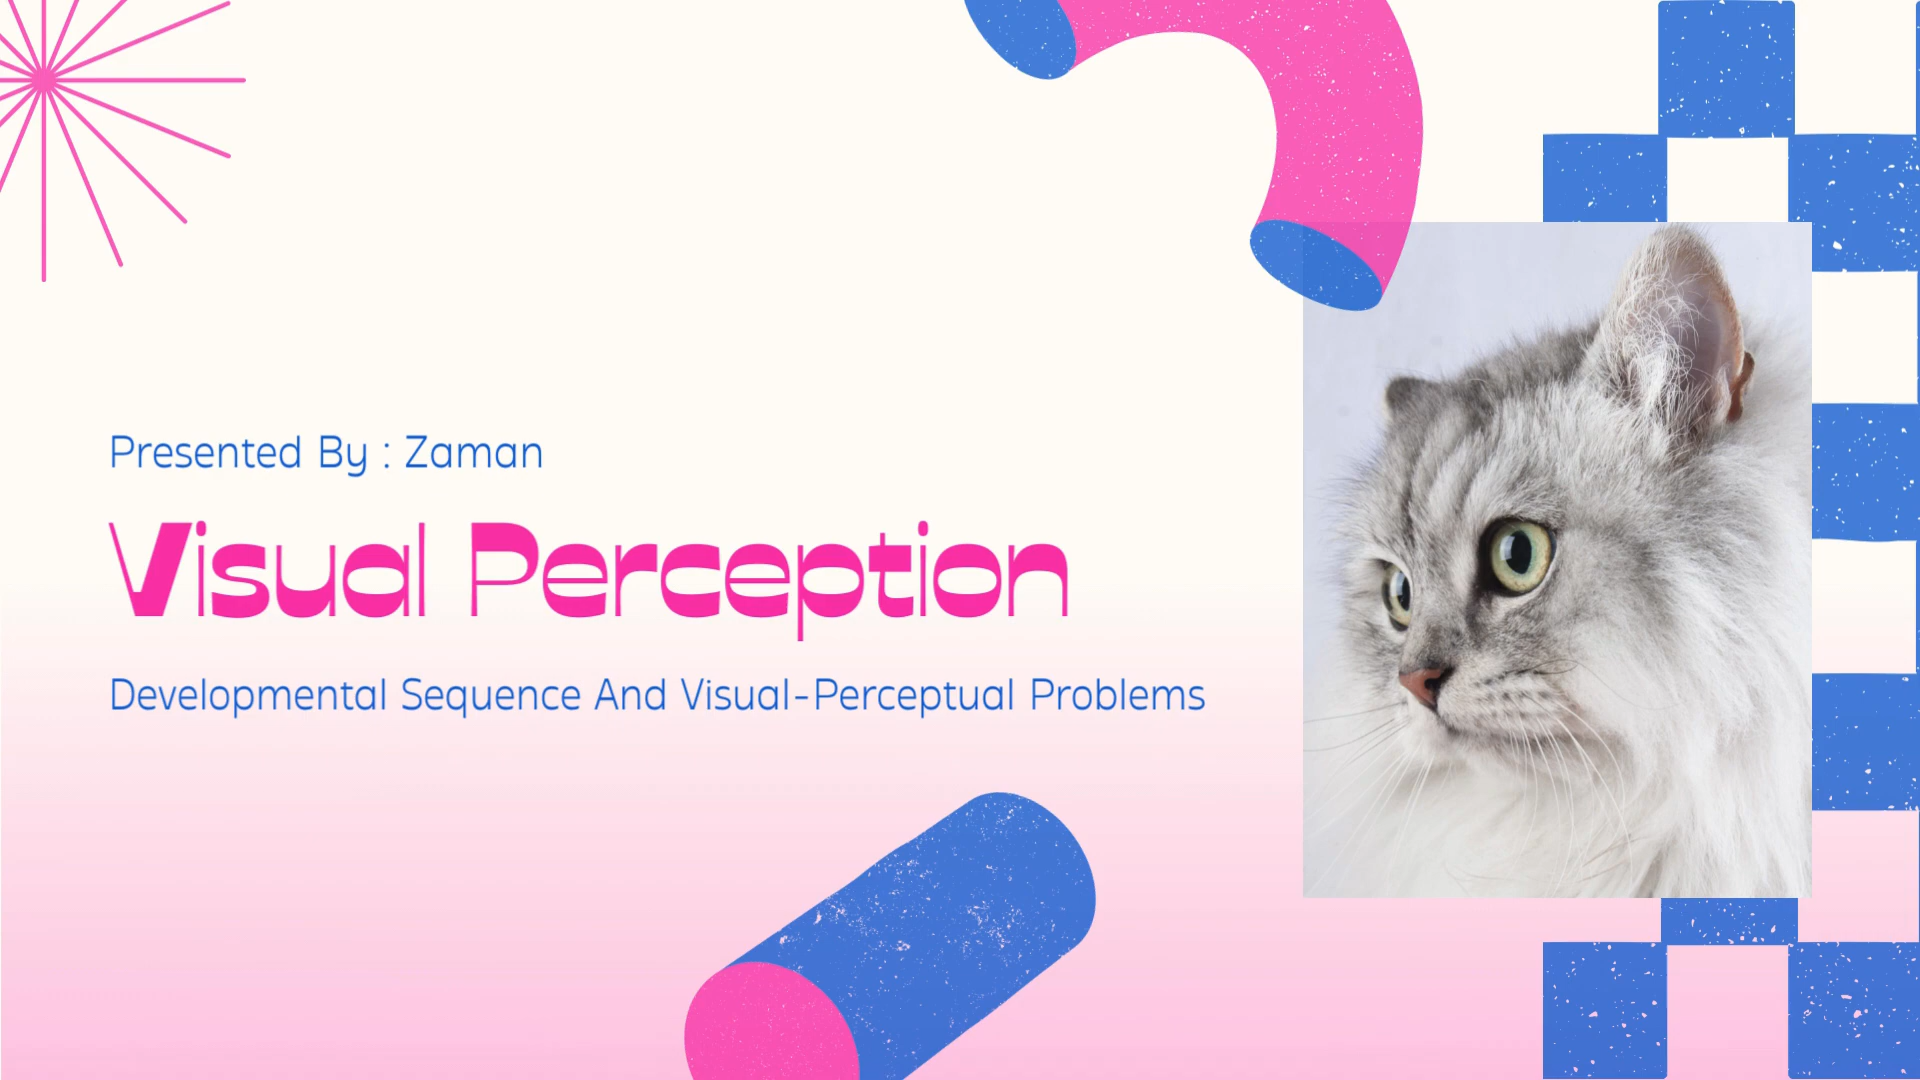 Presented By : Zaman
Visual Perception
Developmental Sequence And Visual-Perceptual Problems